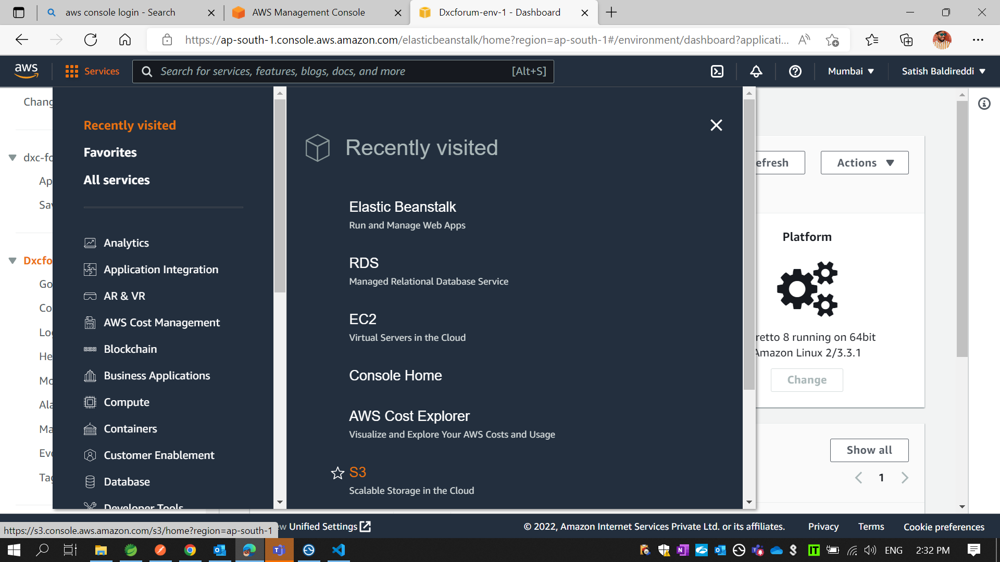 aws console login - Search
AWS Management Console
Dxcforum-env-1 - Dashboard
https://ap-south-1.console.aws.amazon.com/elasticbeanstalk/home?region=ap-south-1#/environment/dashboard?applicati...
aws
Services
Search for services, features, blogs, docs, and more
[Alt+S]
Mumbai
Satish Baldireddi
Recently visited
Favorites
All services
Analytics
Application Integration
AR & VR
AWS Cost Management
Blockchain
Business Applications
Compute
Containers
Customer Enablement
Database
Developer Tools
Recently visited
Elastic Beanstalk
Run and Manage Web Apps
RDS
Managed Relational Database Service
EC2
Virtual Servers in the Cloud
Console Home
AWS Cost Explorer
Visualize and Explore Your AWS Costs and Usage
S3
Scalable Storage in the Cloud
efresh
Actions
Platform
retto 8 running on 64bit
Amazon Linux 2/3.3.1
Change
Show all
1
Chang
dxc-fo
Ap
Sav
Dxcfo
Go
Co
Log
He
Mo
Ala
Ma
Eve
Tag
https://s3.console.aws.amazon.com/s3/home?region=ap-south-1
ew Unified Settings
© 2022, Amazon Internet Services Private Ltd. or its affiliates.
Privacy
Terms
Cookie preferences
ENG
2:32 PM